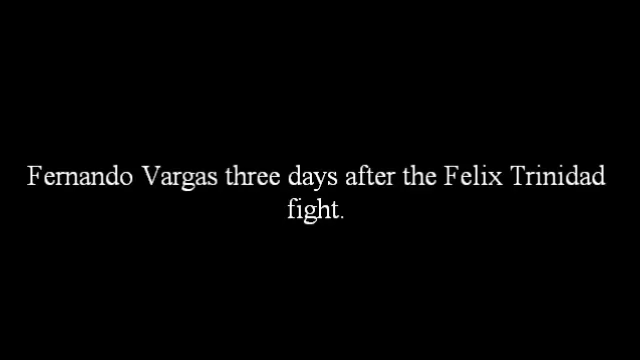 Fernando Vargas three days after the Felix Trinidad
fight.